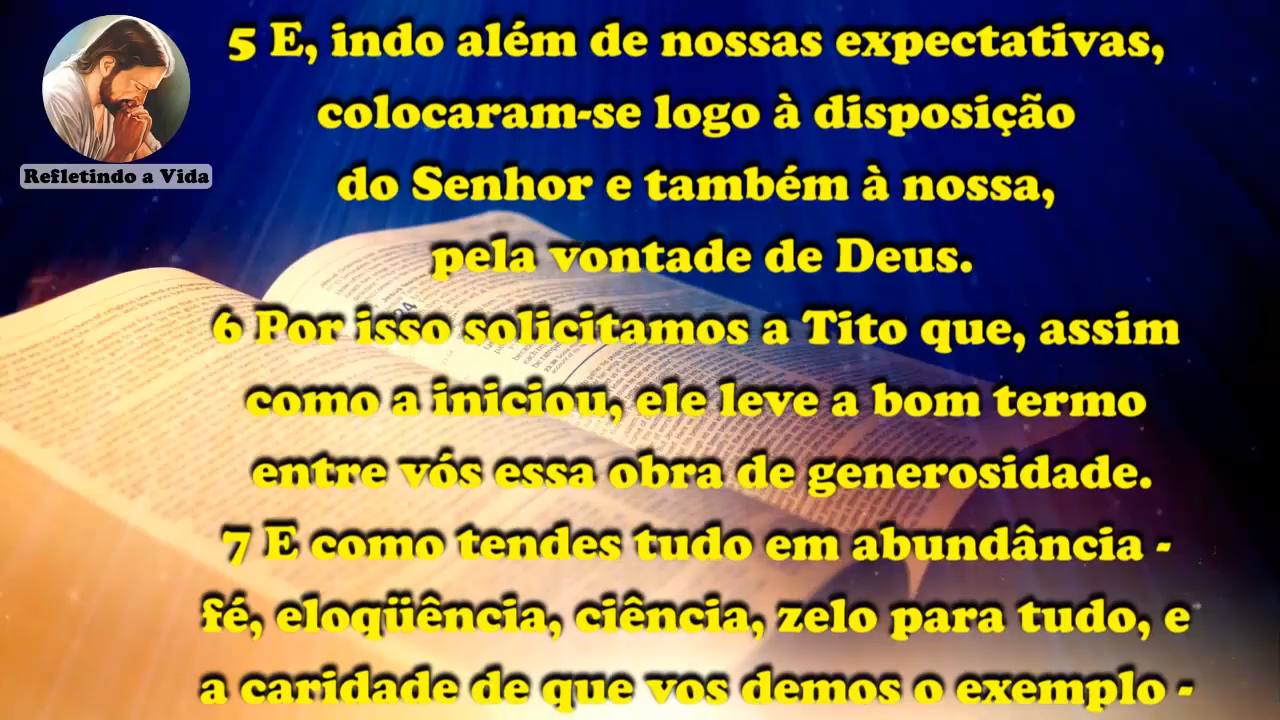 5 E, indo além de nossas expectativas,
colocaram-se logo à disposição
do Senhor e também à nossa,
pela vontade de Deus.
6 Por isso solicitamos a Tito que, assim
como a iniciou, ele leve a bom termo
entre vós essa obra de generosidade.
7 E como tendes tudo em abundância -
fé, eloqüência, ciência, zelo para tudo, e
a caridade de que vos demos o exemplo -
Refletindo a Vida